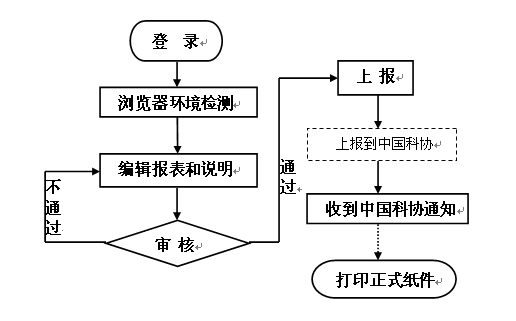 登 录
浏览器环境检测
编辑报表和说明
不
通
过
审 核
通
过
上 报
上报到中国科协
收到中国科协通知
打印正式纸件